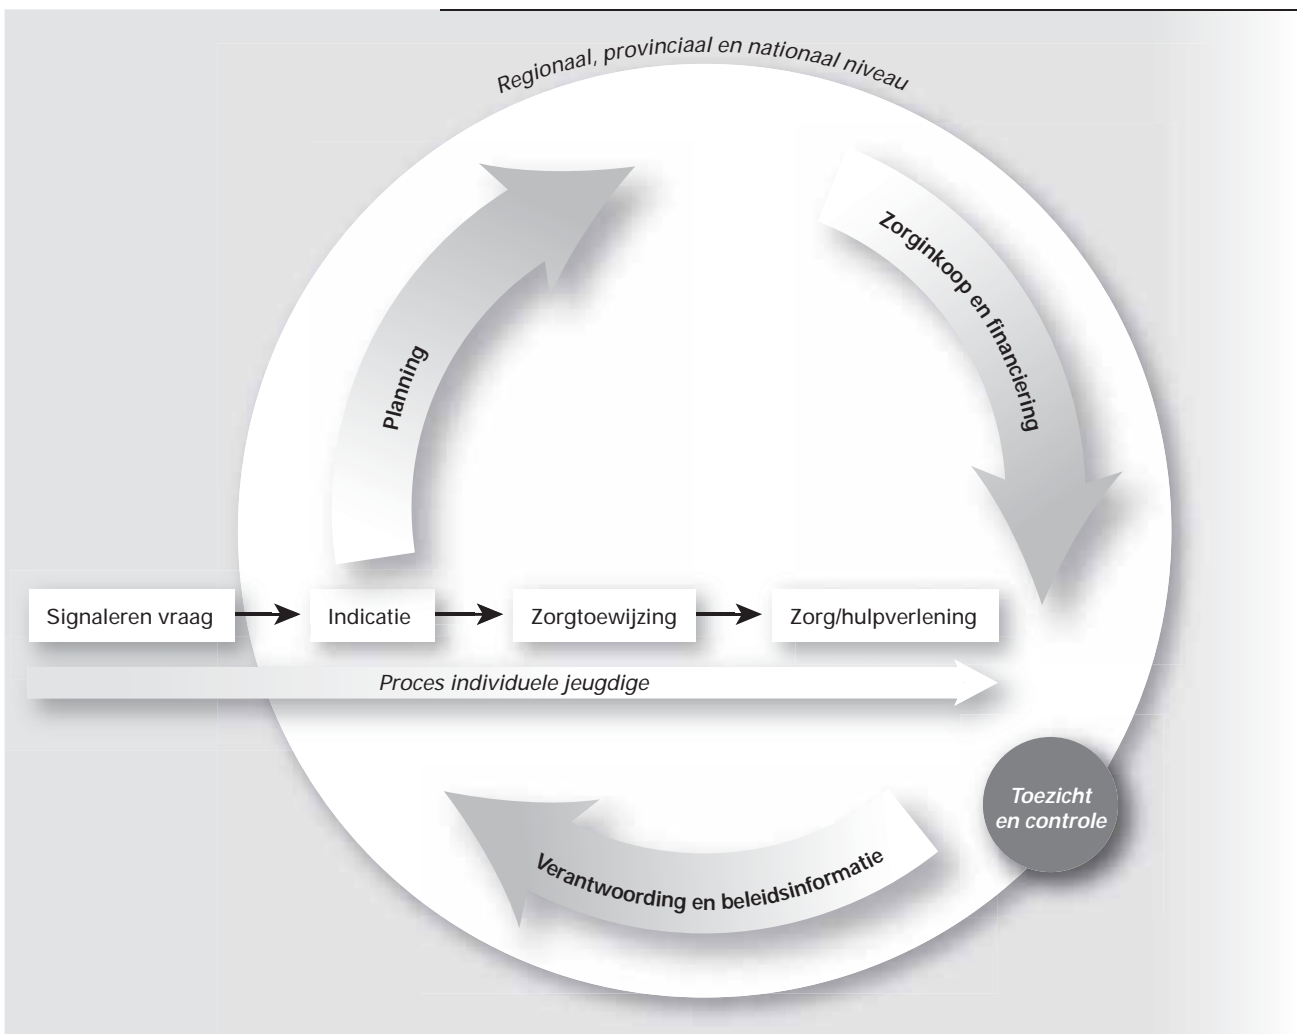 Regionaal, provinciaal en nationaal niveau
Zorginkoop en financiering
Planning
Signaleren vraag
Indicatie
Zorgtoewijzing
Zorg/hulpverlening
Proces individuele jeugdige
Toezicht
en controle
Verantwoording en beleidsinformatie